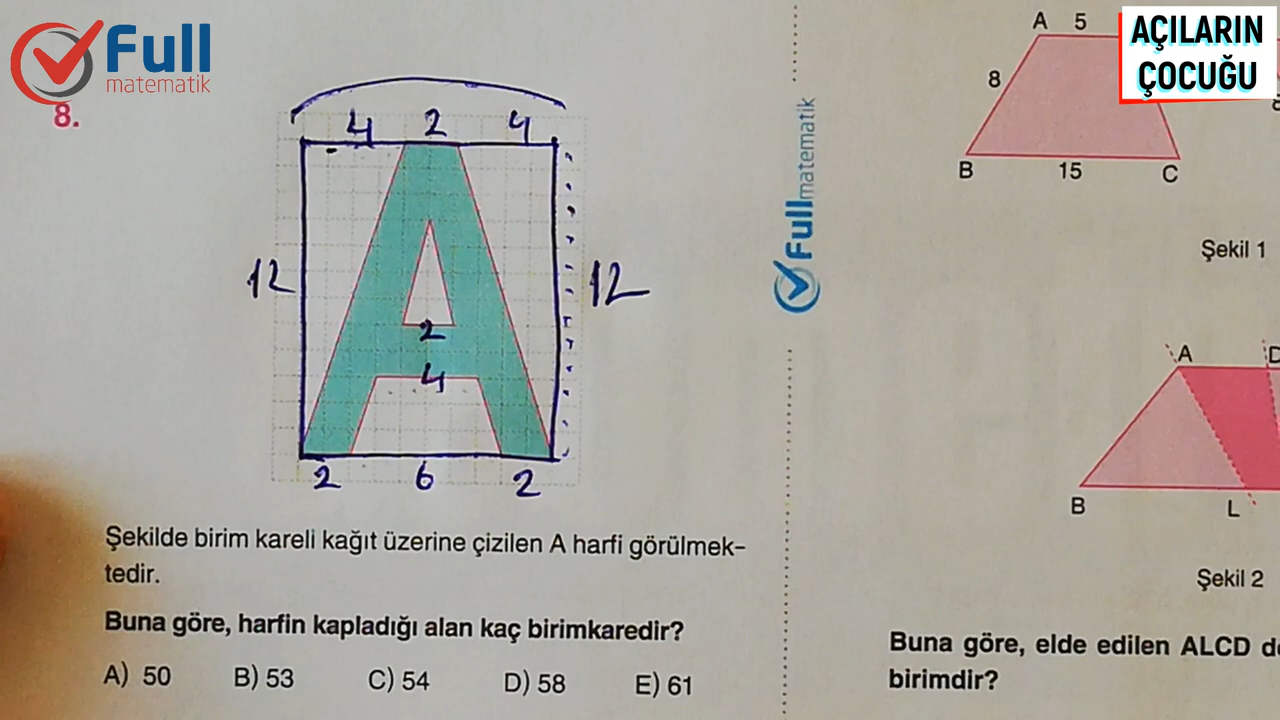 Full
matematik
AÇILARIN
ÇOCUĞU
8.
4 2 4
12
12
2
4
2 6 2
Şekilde birim kareli kağıt üzerine çizilen A harfi görülmek-
tedir.
Buna göre, harfin kapladığı alan kaç birimkaredir?
A) 50 B) 53 C) 54 D) 58 E) 61
Full matematik
A 5
8
B 15 C
Şekil 1
A D
B L
Şekil 2
Buna göre, elde edilen ALCD
birimdir?